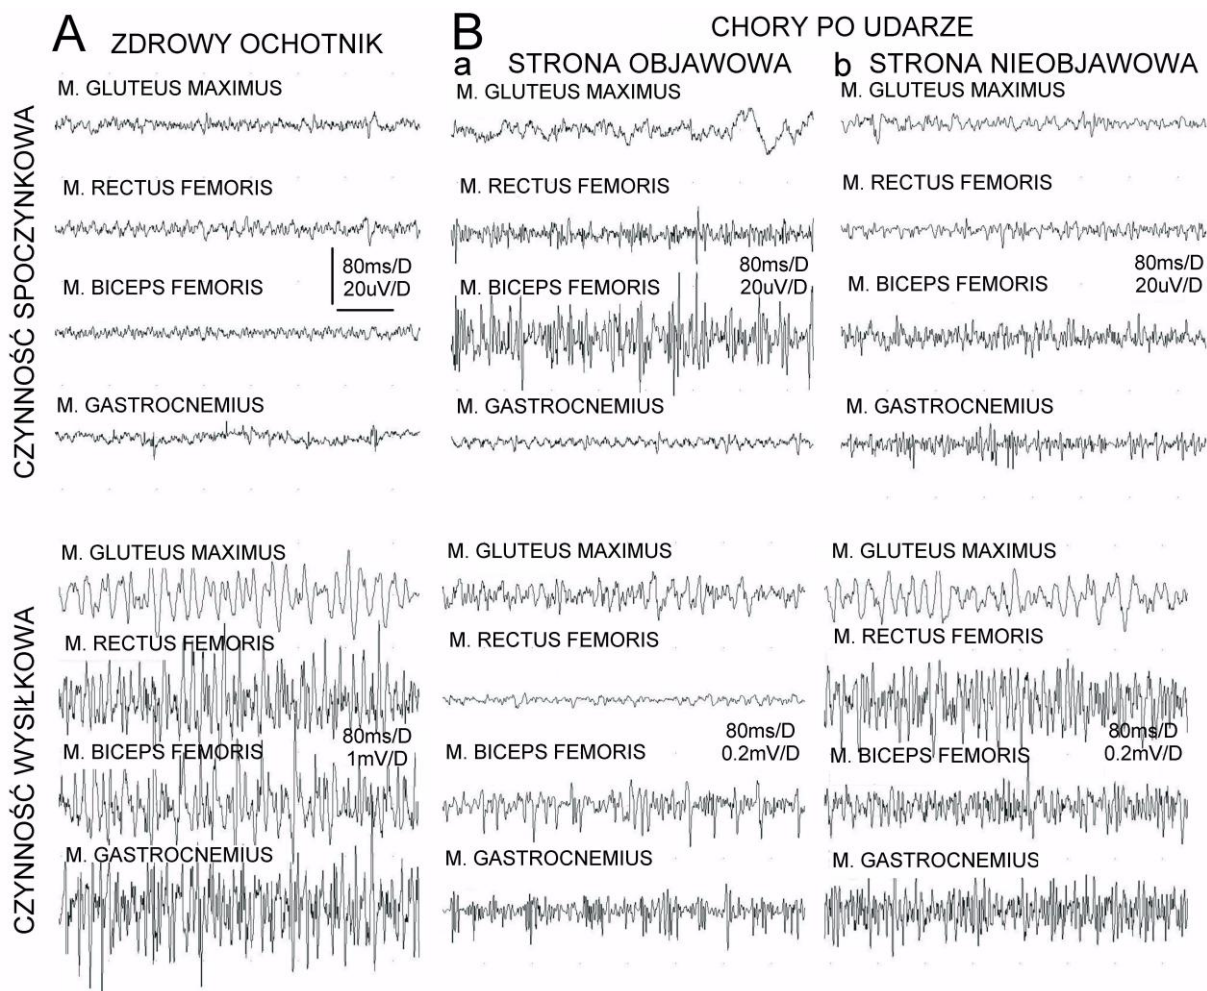 A ZDROWY OCHOTNIK
B CHORY PO UDARZE
a STRONA OBJAWOWA
b STRONA NIEOBJAWOWA
CZYNNOŚĆ SPOCZYNKOWA
M. GLUTEUS MAXIMUS
M. RECTUS FEMORIS
80ms/D
20uV/D
M. BICEPS FEMORIS
M. GASTROCNEMIUS
M. GLUTEUS MAXIMUS
M. RECTUS FEMORIS
80ms/D
20uV/D
M. BICEPS FEMORIS
M. GASTROCNEMIUS
M. GLUTEUS MAXIMUS
M. RECTUS FEMORIS
80ms/D
20uV/D
M. BICEPS FEMORIS
M. GASTROCNEMIUS
CZYNNOŚĆ WYSIŁKOWA
M. GLUTEUS MAXIMUS
M. RECTUS FEMORIS
80ms/D
1mV/D
M. BICEPS FEMORIS
M. GASTROCNEMIUS
M. GLUTEUS MAXIMUS
M. RECTUS FEMORIS
80ms/D
0.2mV/D
M. BICEPS FEMORIS
M. GASTROCNEMIUS
M. GLUTEUS MAXIMUS
M. RECTUS FEMORIS
80ms/D
0.2mV/D
M. BICEPS FEMORIS
M. GASTROCNEMIUS